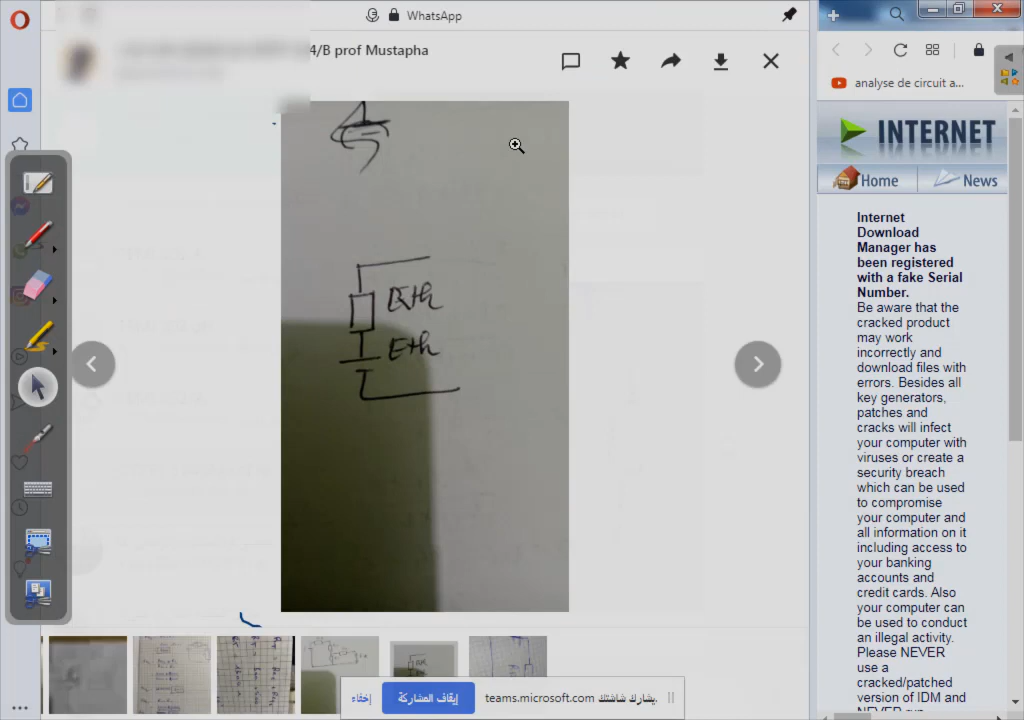 WhatsApp
4/B prof Mustapha
analyse de circuit a...
INTERNET
Home
News
Internet
Download
Manager has
been registered
with a fake Serial
Number.
Be aware that the
cracked product
may work
incorrectly and
download files with
errors. Besides all
key generators,
patches and
cracks will infect
your computer with
viruses or create a
security breach
which can be used
to compromise
your computer and
all information on it
including access to
your banking
accounts and
credit cards. Also
your computer can
be used to conduct
an illegal activity.
Please NEVER
use a
cracked/patched
version of IDM and
Rth
Eth
teams.microsoft.com يشارك شاشتك.
إيقاف المشاركة
إخفاء